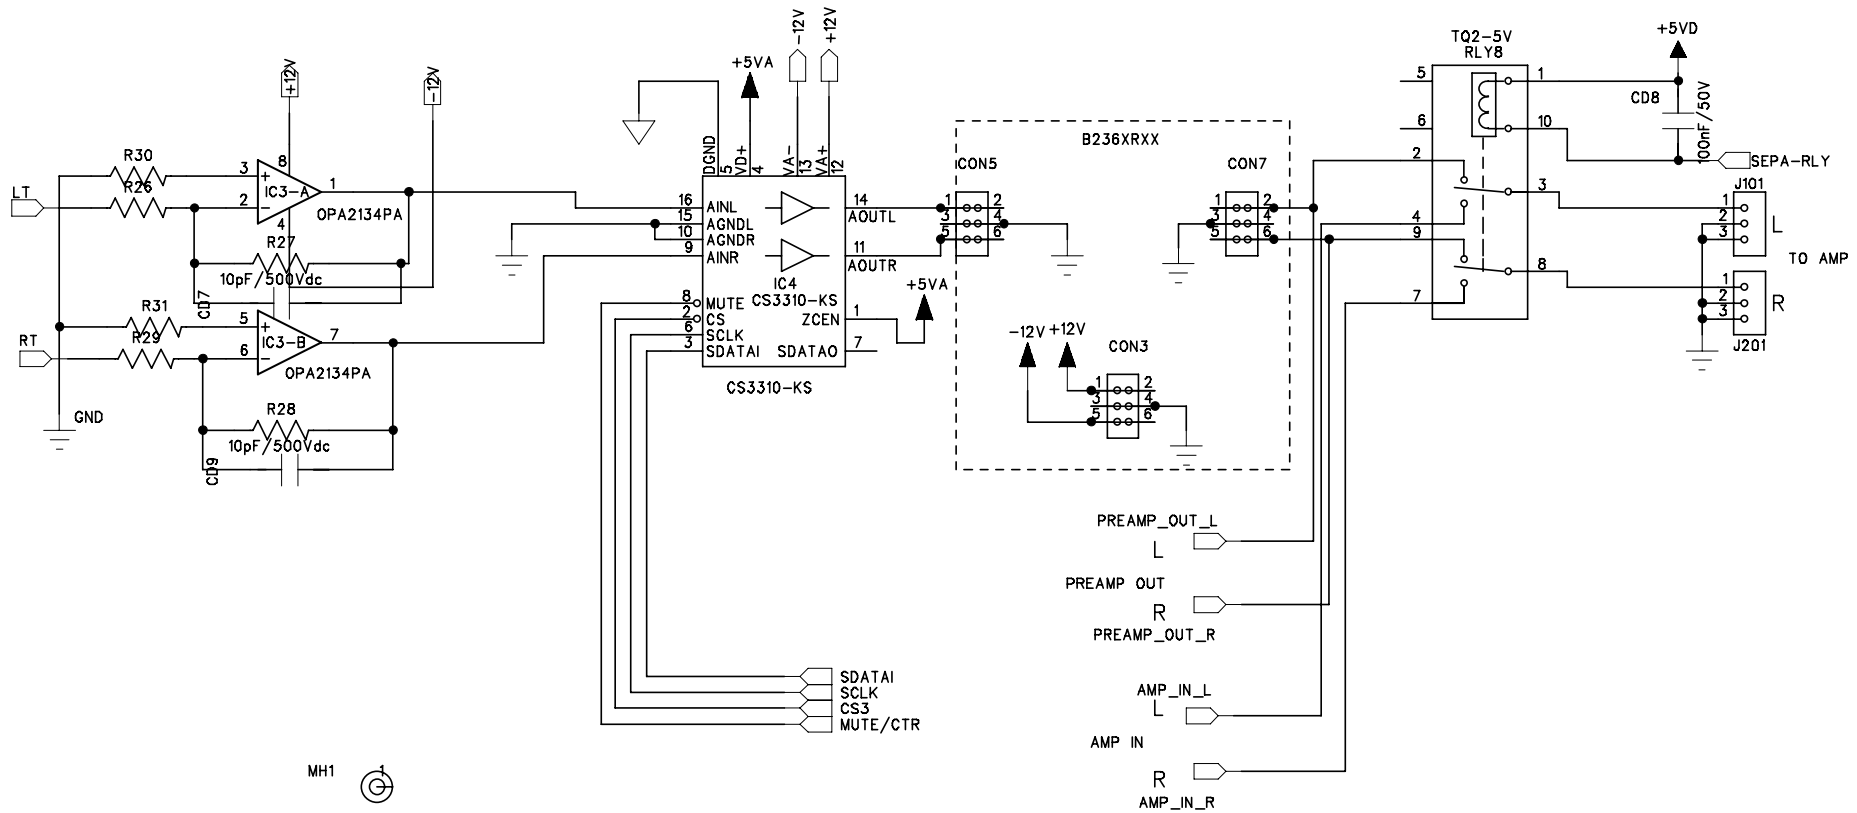 LT
R30
R26
3
2
+
−
8
+12V
IC3-A
4
1
OPA2134PA
−12V
R27
10pF/500Vdc
CD7
R31
R29
RT
5
6
+
−
IC3-B
7
OPA2134PA
GND
R28
10pF/500Vdc
CD9
+5VA
−12V
+12V
DGND
5
VD+
4
VA−
13
VA+
12
16 AINL
15 AGNDL
10 AGNDR
9 AINR
14
AOUTL
11
AOUTR
IC4
CS3310-KS
8 MUTE
2 CS
6 SCLK
3 SDATAI
ZCEN 1
SDATAO 7
CS3310-KS
+5VA
B236XRXX
CON5
1 2
3 4
5 6
CON7
1 2
3 4
5 6
−12V +12V
CON3
1 2
3 4
5 6
TQ2-5V
RLY8
5
6
2
4
9
7
1
10
3
8
+5VD
CD8
100nF/50V
SEPA-RLY
J101
1
2
3
L
TO AMP
1
2
3
R
J201
PREAMP_OUT_L
L
PREAMP OUT
R
PREAMP_OUT_R
AMP_IN_L
L
AMP IN
R
AMP_IN_R
SDATAI
SCLK
CS3
MUTE/CTR
MH1
1